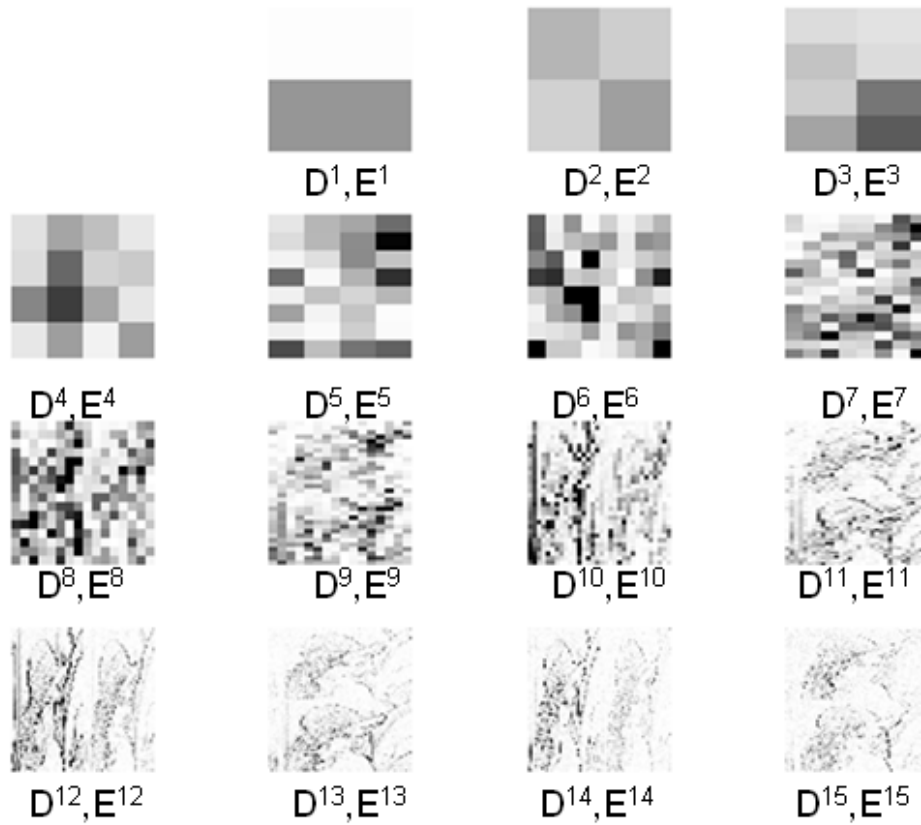 D¹,E¹ D²,E² D³,E³
D⁴,E⁴ D⁵,E⁵ D⁶,E⁶ D⁷,E⁷
D⁸,E⁸ D⁹,E⁹ D¹⁰,E¹⁰ D¹¹,E¹¹
D¹²,E¹² D¹³,E¹³ D¹⁴,E¹⁴ D¹⁵,E¹⁵